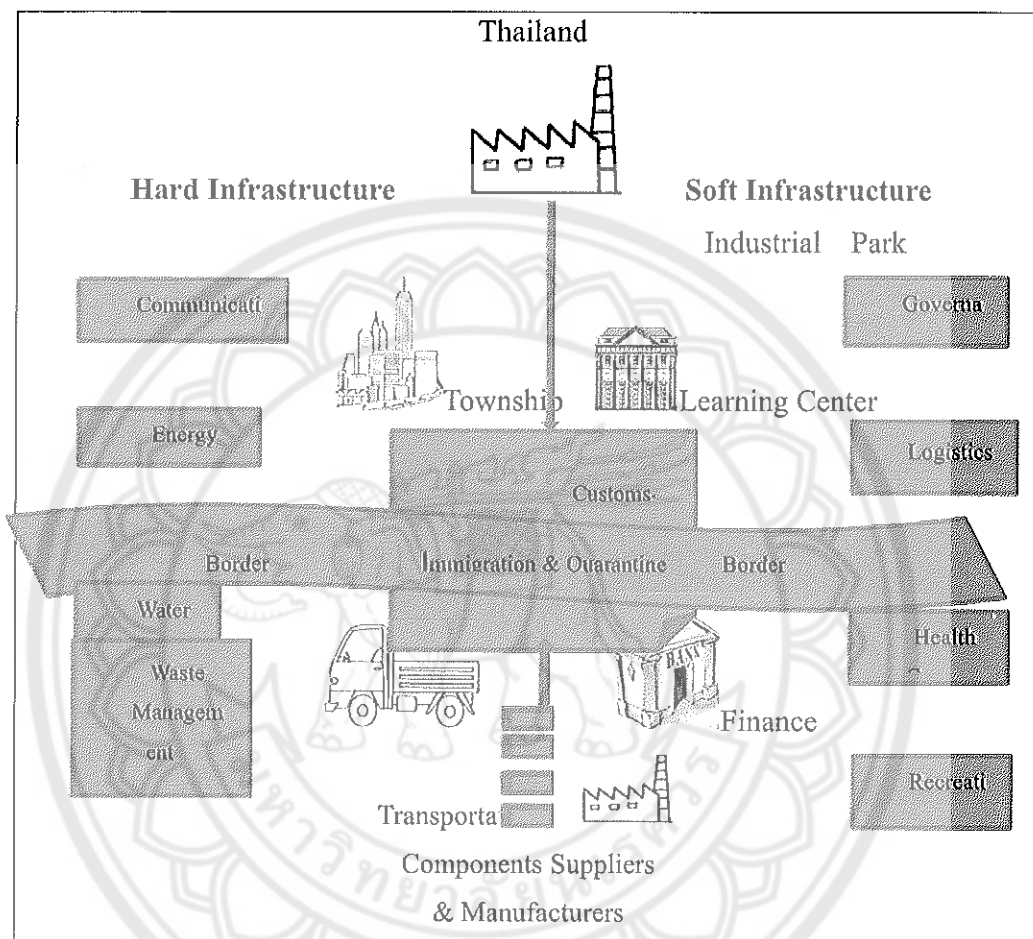 Thailand
Hard Infrastructure
Soft Infrastructure
Industrial Park
Communicati
Governa
Township
Learning Center
Energy
Logistics
Customs-
Border
Immigration & Quarantine
Border
Water
Health
BANK
Waste
Managem
ent
Finance
Recreati
Transporta
Components Suppliers
& Manufacturers